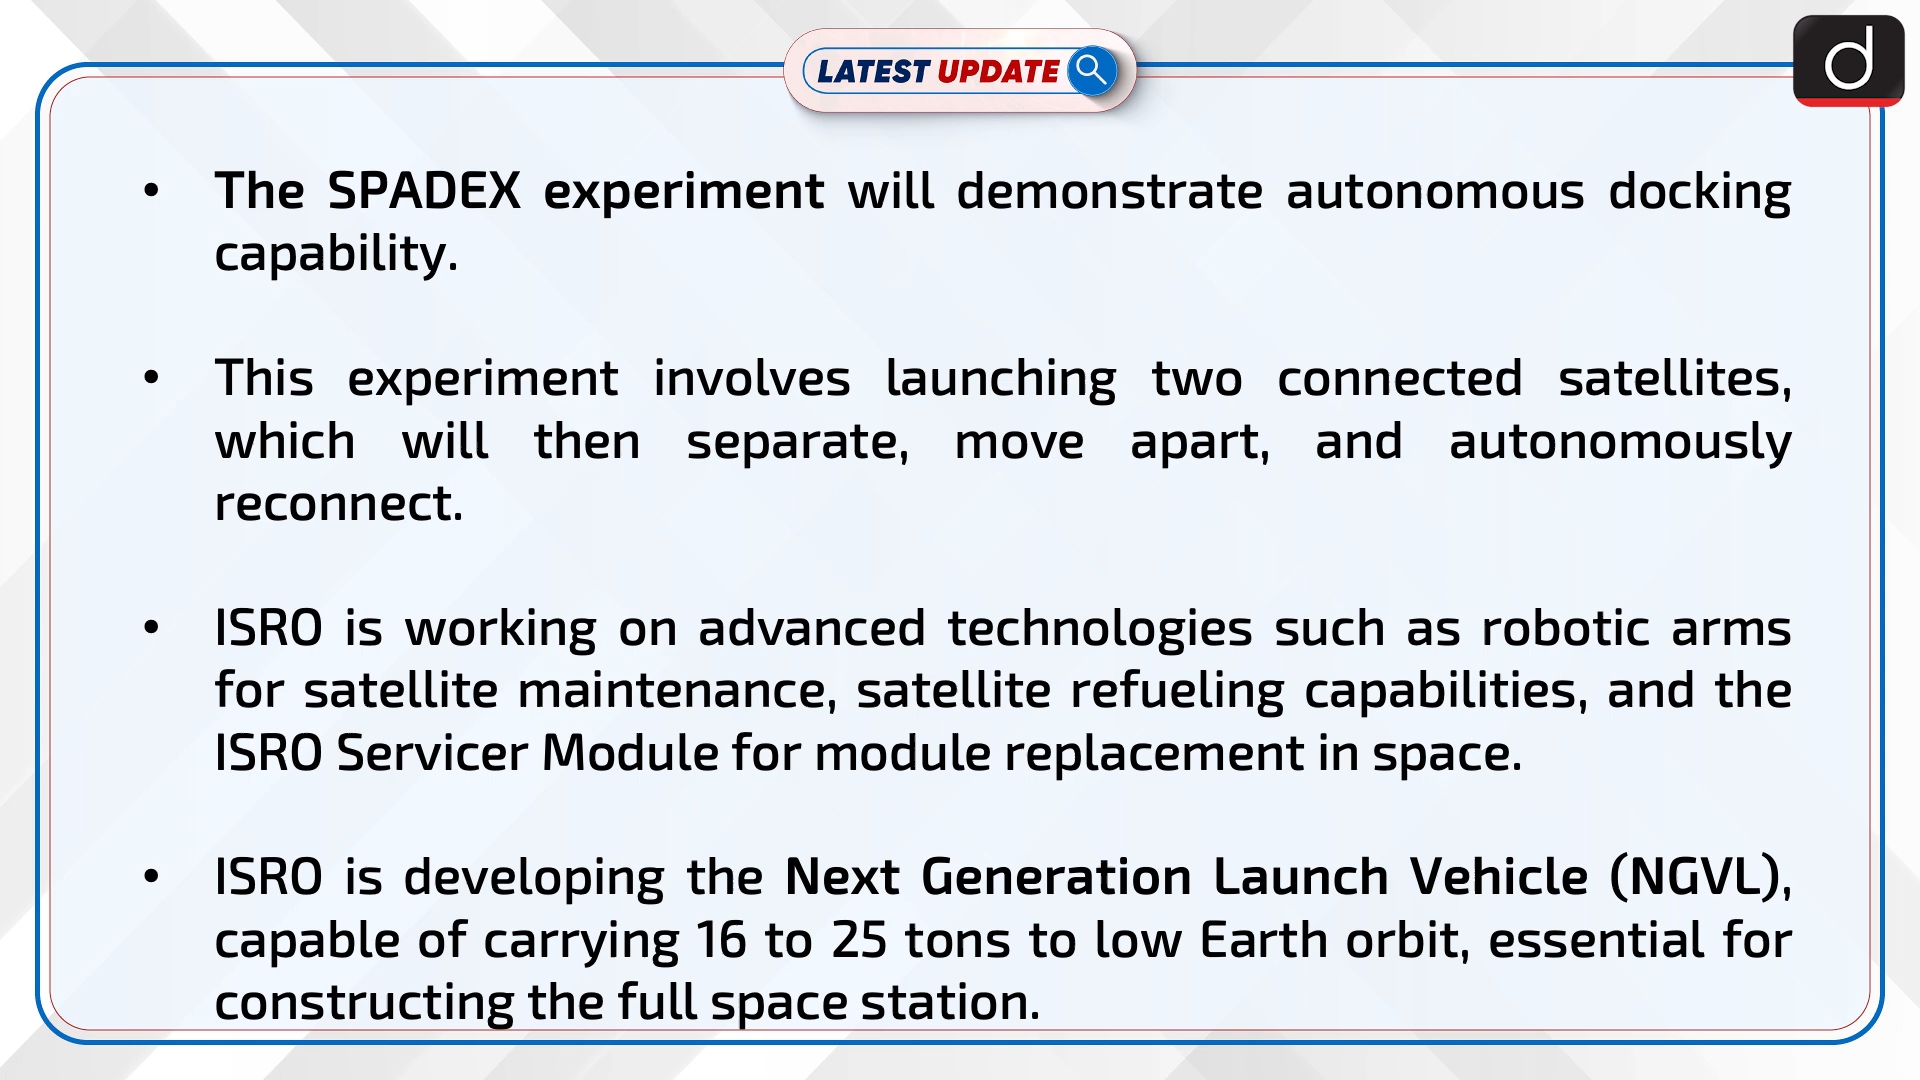 LATEST UPDATE
d
• The SPADEX experiment will demonstrate autonomous docking
capability.
• This experiment involves launching two connected satellites,
which will then separate, move apart, and autonomously
reconnect.
• ISRO is working on advanced technologies such as robotic arms
for satellite maintenance, satellite refueling capabilities, and the
ISRO Servicer Module for module replacement in space.
• ISRO is developing the Next Generation Launch Vehicle (NGVL),
capable of carrying 16 to 25 tons to low Earth orbit, essential for
constructing the full space station.